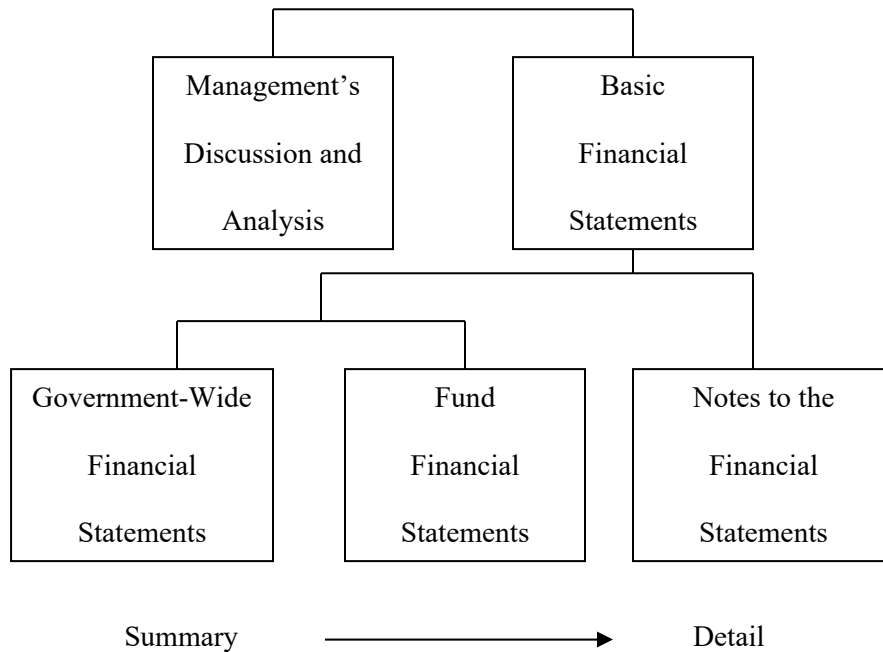 Management’s
Discussion and
Analysis
Basic
Financial
Statements
Government-Wide
Financial
Statements
Fund
Financial
Statements
Notes to the
Financial
Statements
Summary
Detail